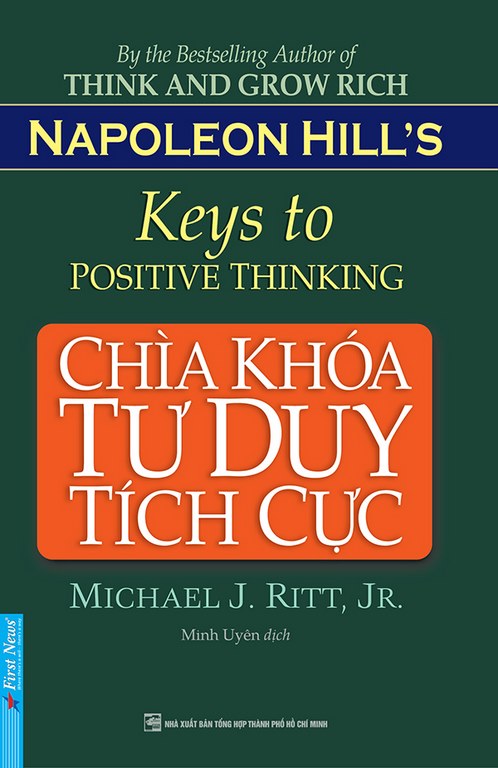 By the Bestselling Author of
THINK AND GROW RICH
NAPOLEON HILL'S
Keys to
POSITIVE THINKING
CHÌA KHÓA
TƯ DUY
TÍCH CỰC
MICHAEL J. RITT, JR.
Minh Uyên dịch
First News
NHÀ XUẤT BẢN TỔNG HỢP THÀNH PHỐ HỒ CHÍ MINH